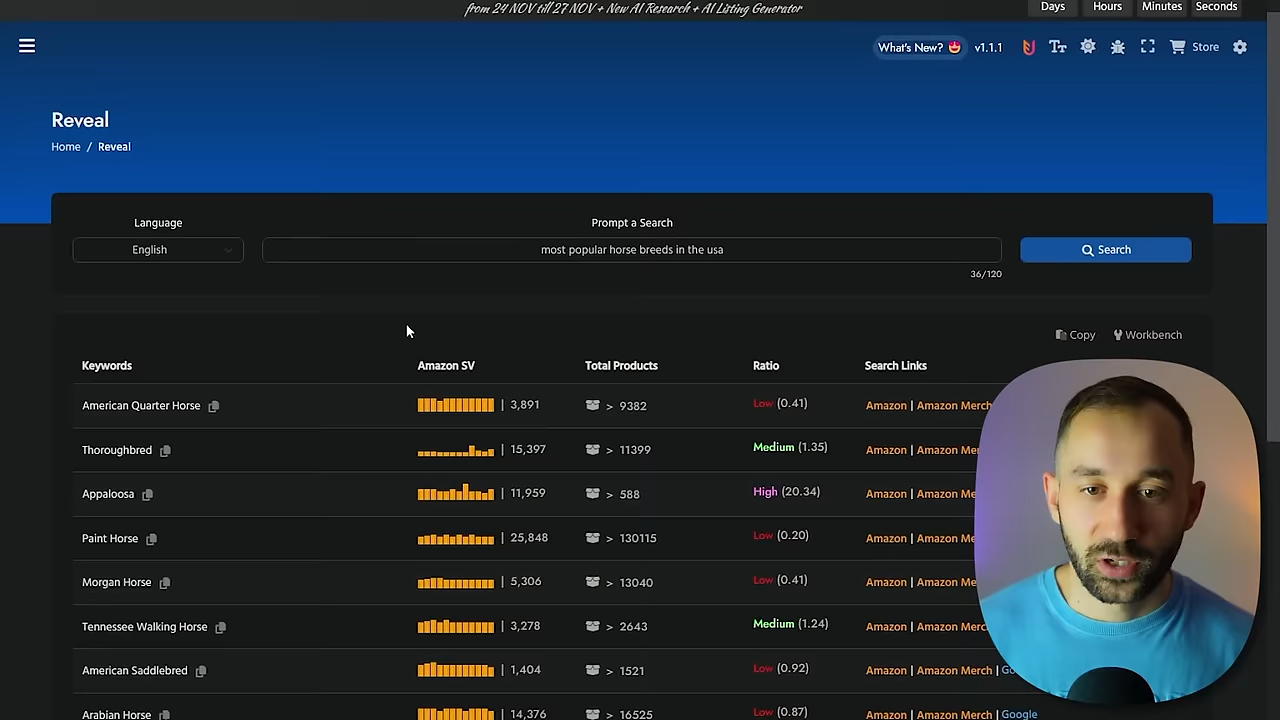 from 24 NOV till 27 NOV + New AI Research + AI Listing Generator
Days Hours Minutes Seconds
What's New? v1.1.1 Store
Reveal
Home / Reveal
Language
Prompt a Search
English
most popular horse breeds in the usa
Search
36/120
Copy Workbench
Keywords Amazon SV Total Products Ratio Search Links
American Quarter Horse | 3,891 > 9382 Low (0.41) Amazon | Amazon Merch
Thoroughbred | 15,397 > 11399 Medium (1.35) Amazon | Amazon Mer
Appaloosa | 11,959 > 588 High (20.34) Amazon | Amazon Me
Paint Horse | 25,848 > 130115 Low (0.20) Amazon | Amazon Me
Morgan Horse | 5,306 > 13040 Low (0.41) Amazon | Amazon Me
Tennessee Walking Horse | 3,278 > 2643 Medium (1.24) Amazon | Amazon Merc
American Saddlebred | 1,404 > 1521 Low (0.92) Amazon | Amazon Merch | Go
Arabian Horse | 14,376 > 16525 Low (0.87) Amazon | Amazon Merch | Google